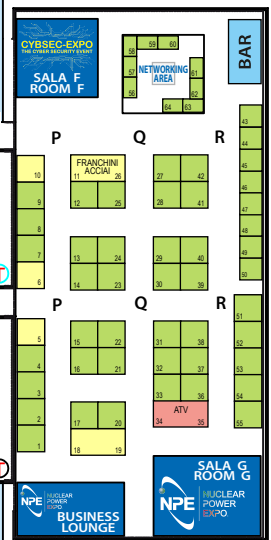 CYBSEC-EXPO
THE CYBER SECURITY EVENT
SALA F
ROOM F
59 60
58
57
56
NETWORKING
AREA
61
62
64 63
BAR
P Q R
10
9
8
7
6
FRANCHINI
ACCIAI
11 26
12 25
27 42
28 41
43
44
45
46
47
48
49
50
13 24
14 23
29 40
30 39
P Q R
5
4
3
2
1
15 22
16 21
31 38
32 37
33 36
ATV
34 35
17 20
18 19
51
52
53
54
55
NPE NUCLEAR
POWER
EXPO
BUSINESS
LOUNGE
SALA G
ROOM G
NPE NUCLEAR
POWER
EXPO